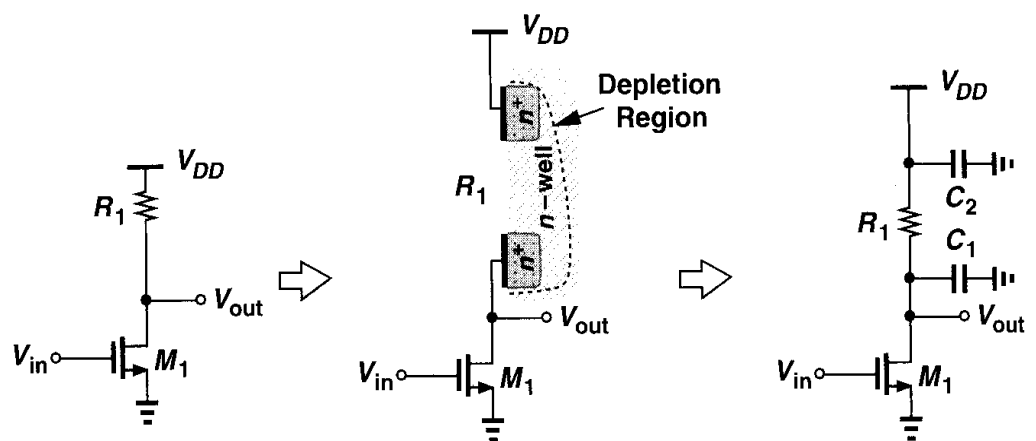 V_DD
R_1
V_out
V_in
M_1
V_DD
n+
Depletion
Region
R_1
n-well
n+
V_out
V_in
M_1
V_DD
C_2
R_1
C_1
V_out
V_in
M_1